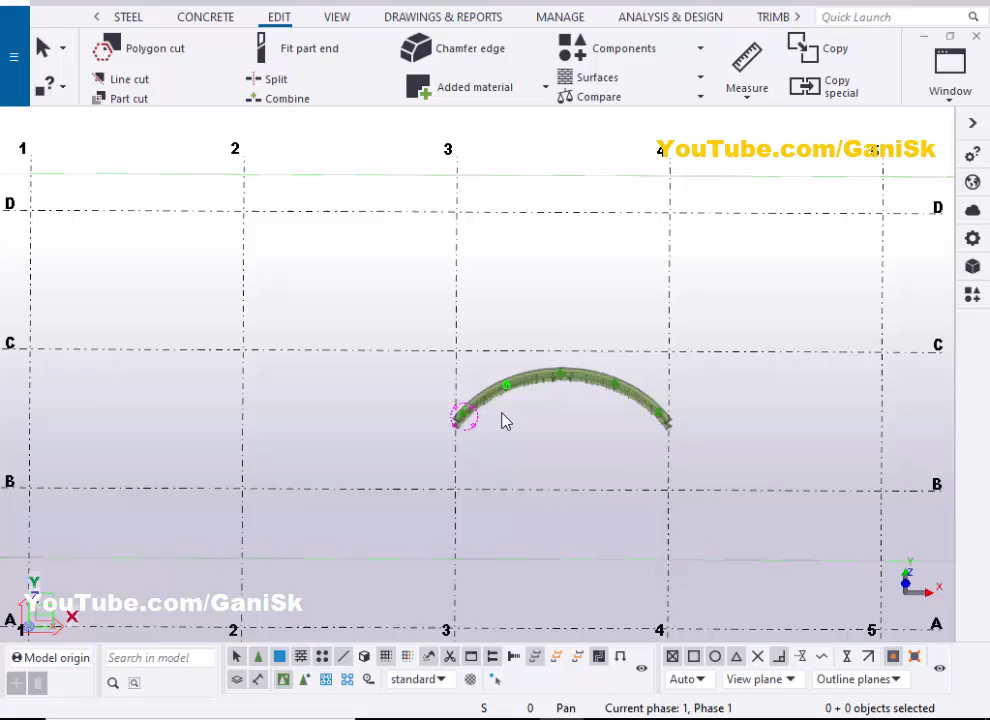 STEEL CONCRETE EDIT VIEW DRAWINGS & REPORTS MANAGE ANALYSIS & DESIGN TRIMB Quick Launch
Polygon cut Fit part end Chamfer edge Components Copy
Line cut Split Surfaces
Part cut Combine Added material Compare Measure Copy special Window
1 2 3 4 5
YouTube.com/GaniSk
D D
C C
B B
Y
Z
X
Y
Z
X
YouTube.com/GaniSk
A A
1 2 3 4 5
Model origin Search in model
standard Auto View plane Outline planes
S 0 Pan Current phase: 1, Phase 1 0 + 0 objects selected